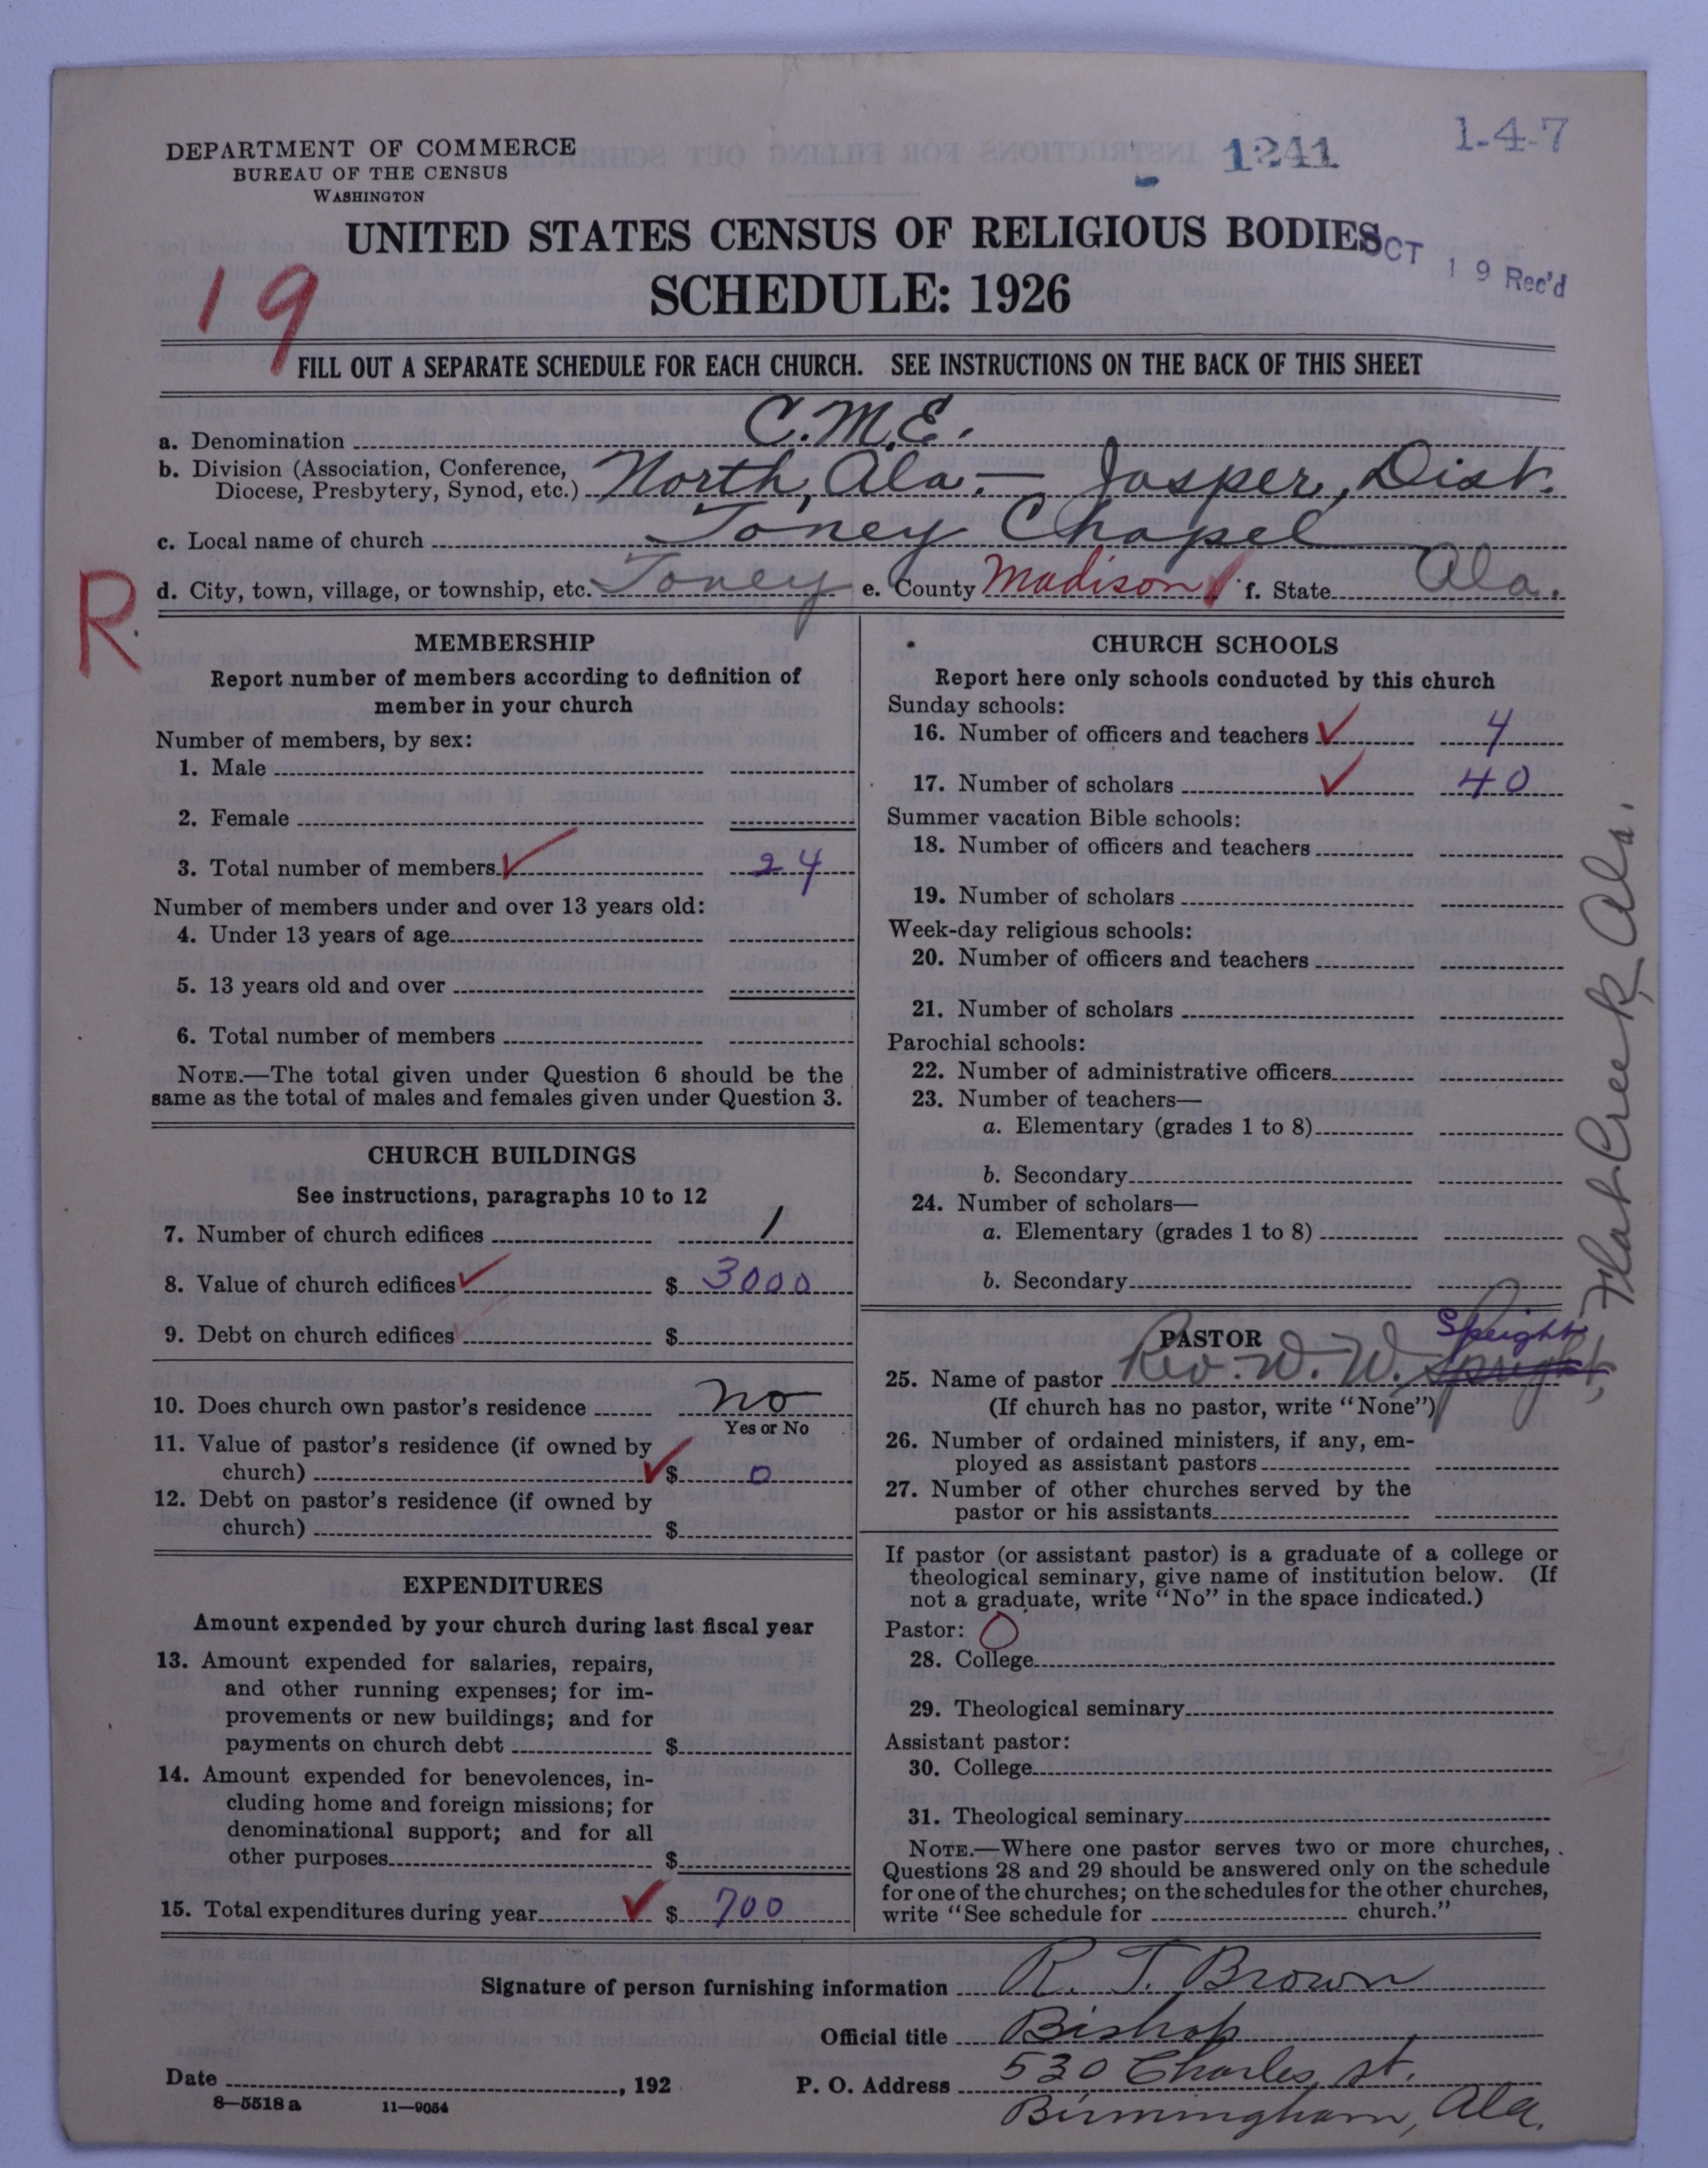 DEPARTMENT OF COMMERCE
BUREAU OF THE CENSUS
WASHINGTON
1241
1-4-7
UNITED STATES CENSUS OF RELIGIOUS BODIES
SCHEDULE: 1926
OCT 19 Rec'd
19
FILL OUT A SEPARATE SCHEDULE FOR EACH CHURCH. SEE INSTRUCTIONS ON THE BACK OF THIS SHEET
a. Denomination C.M.E.
b. Division (Association, Conference, Diocese, Presbytery, Synod, etc.) North, Ala. — Jasper, Dist.
c. Local name of church Toney Chapel
d. City, town, village, or township, etc. Toney e. County Madison f. State Ala.
R
MEMBERSHIP
Report number of members according to definition of
member in your church
Number of members, by sex:
1. Male
2. Female
3. Total number of members 24
Number of members under and over 13 years old:
4. Under 13 years of age
5. 13 years old and over
6. Total number of members
NOTE.—The total given under Question 6 should be the
same as the total of males and females given under Question 3.
CHURCH BUILDINGS
See instructions, paragraphs 10 to 12
7. Number of church edifices 1
8. Value of church edifices $ 3000
9. Debt on church edifices $
10. Does church own pastor's residence No
Yes or No
11. Value of pastor's residence (if owned by
church) $ 0
12. Debt on pastor's residence (if owned by
church) $
EXPENDITURES
Amount expended by your church during last fiscal year
13. Amount expended for salaries, repairs,
and other running expenses; for im-
provements or new buildings; and for
payments on church debt $
14. Amount expended for benevolences, in-
cluding home and foreign missions; for
denominational support; and for all
other purposes $
15. Total expenditures during year $ 700
CHURCH SCHOOLS
Report here only schools conducted by this church
Sunday schools:
16. Number of officers and teachers 4
17. Number of scholars 40
Summer vacation Bible schools:
18. Number of officers and teachers
19. Number of scholars
Week-day religious schools:
20. Number of officers and teachers
21. Number of scholars
Parochial schools:
22. Number of administrative officers
23. Number of teachers—
a. Elementary (grades 1 to 8)
b. Secondary
24. Number of scholars—
a. Elementary (grades 1 to 8)
b. Secondary
PASTOR
Speight
25. Name of pastor Rev. W. W. Spright,
Flat Creek, Ala.
(If church has no pastor, write "None")
26. Number of ordained ministers, if any, em-
ployed as assistant pastors
27. Number of other churches served by the
pastor or his assistants
If pastor (or assistant pastor) is a graduate of a college or
theological seminary, give name of institution below. (If
not a graduate, write "No" in the space indicated.)
Pastor: 0
28. College
29. Theological seminary
Assistant pastor:
30. College
31. Theological seminary
NOTE.—Where one pastor serves two or more churches,
Questions 28 and 29 should be answered only on the schedule
for one of the churches; on the schedules for the other churches,
write "See schedule for church."
Signature of person furnishing information R. T. Brown
Official title Bishop
Date , 192 P. O. Address 530 Charles, St.
Birmingham, Ala.
8—5518 a 11—9054